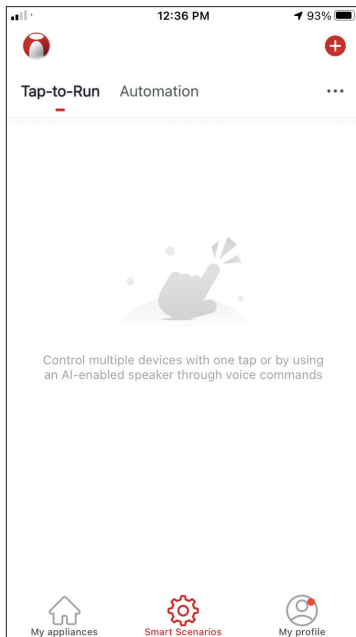 12:36 PM
93%
Tap-to-Run
Automation
Control multiple devices with one tap or by using
an AI-enabled speaker through voice commands
My appliances
Smart Scenarios
My profile